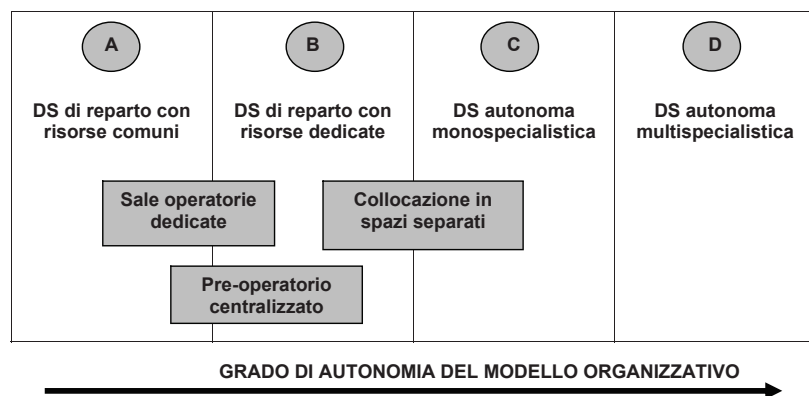 A
B
C
D
DS di reparto con
risorse comuni
DS di reparto con
risorse dedicate
DS autonoma
monospecialistica
DS autonoma
multispecialistica
Sale operatorie
dedicate
Collocazione in
spazi separati
Pre-operatorio
centralizzato
GRADO DI AUTONOMIA DEL MODELLO ORGANIZZATIVO